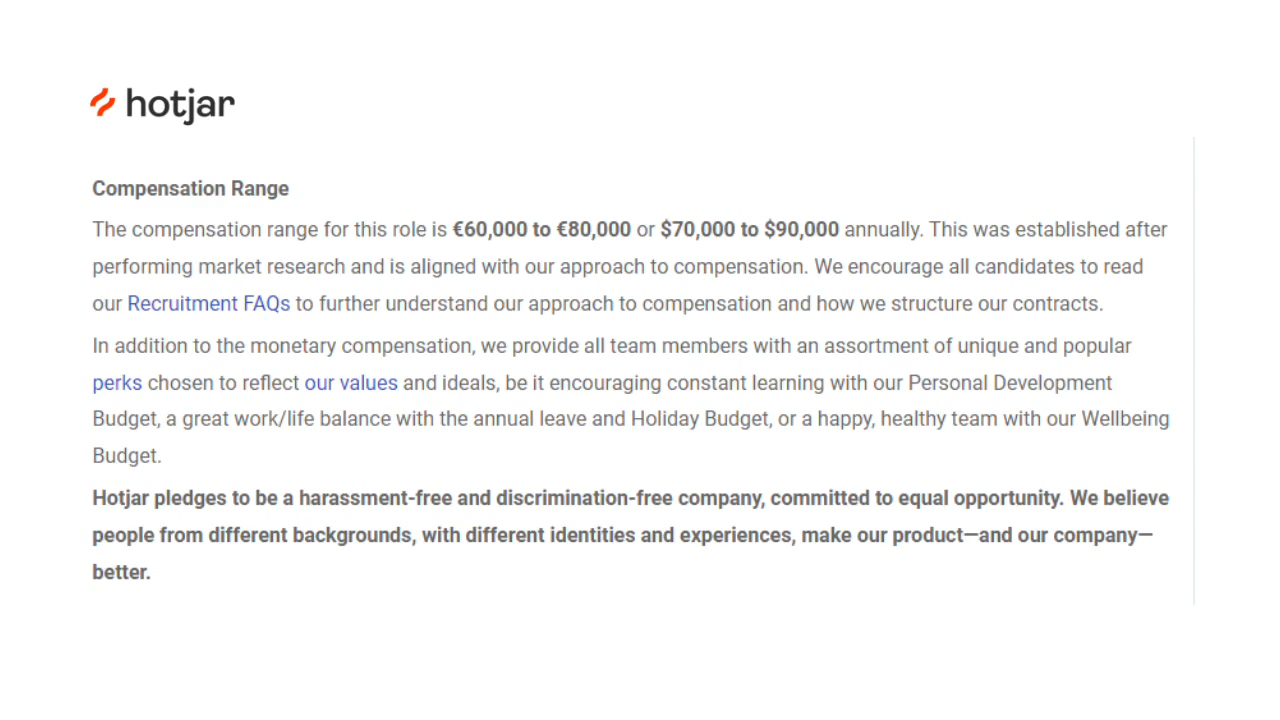 hotjar
Compensation Range
The compensation range for this role is €60,000 to €80,000 or $70,000 to $90,000 annually. This was established after
performing market research and is aligned with our approach to compensation. We encourage all candidates to read
our Recruitment FAQs to further understand our approach to compensation and how we structure our contracts.
In addition to the monetary compensation, we provide all team members with an assortment of unique and popular
perks chosen to reflect our values and ideals, be it encouraging constant learning with our Personal Development
Budget, a great work/life balance with the annual leave and Holiday Budget, or a happy, healthy team with our Wellbeing
Budget.
Hotjar pledges to be a harassment-free and discrimination-free company, committed to equal opportunity. We believe
people from different backgrounds, with different identities and experiences, make our product—and our company—
better.